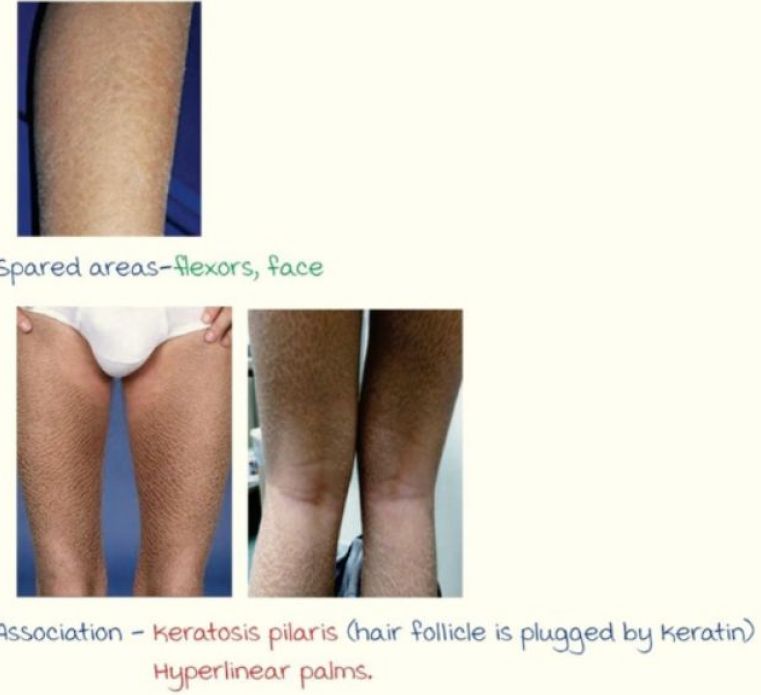 Spared areas-flexors, face
Association - Keratosis pilaris (hair follicle is plugged by keratin)
Hyperlinear palms.